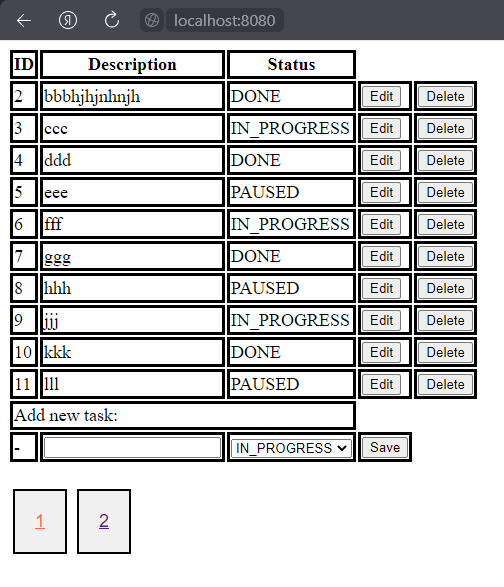 Я localhost:8080
ID Description Status
2 bbbhjhjnhnjh DONE Edit Delete
3 ccc IN_PROGRESS Edit Delete
4 ddd DONE Edit Delete
5 eee PAUSED Edit Delete
6 fff IN_PROGRESS Edit Delete
7 ggg DONE Edit Delete
8 hhh PAUSED Edit Delete
9 jjj IN_PROGRESS Edit Delete
10 kkk DONE Edit Delete
11 lll PAUSED Edit Delete
Add new task:
- IN_PROGRESS Save
1 2